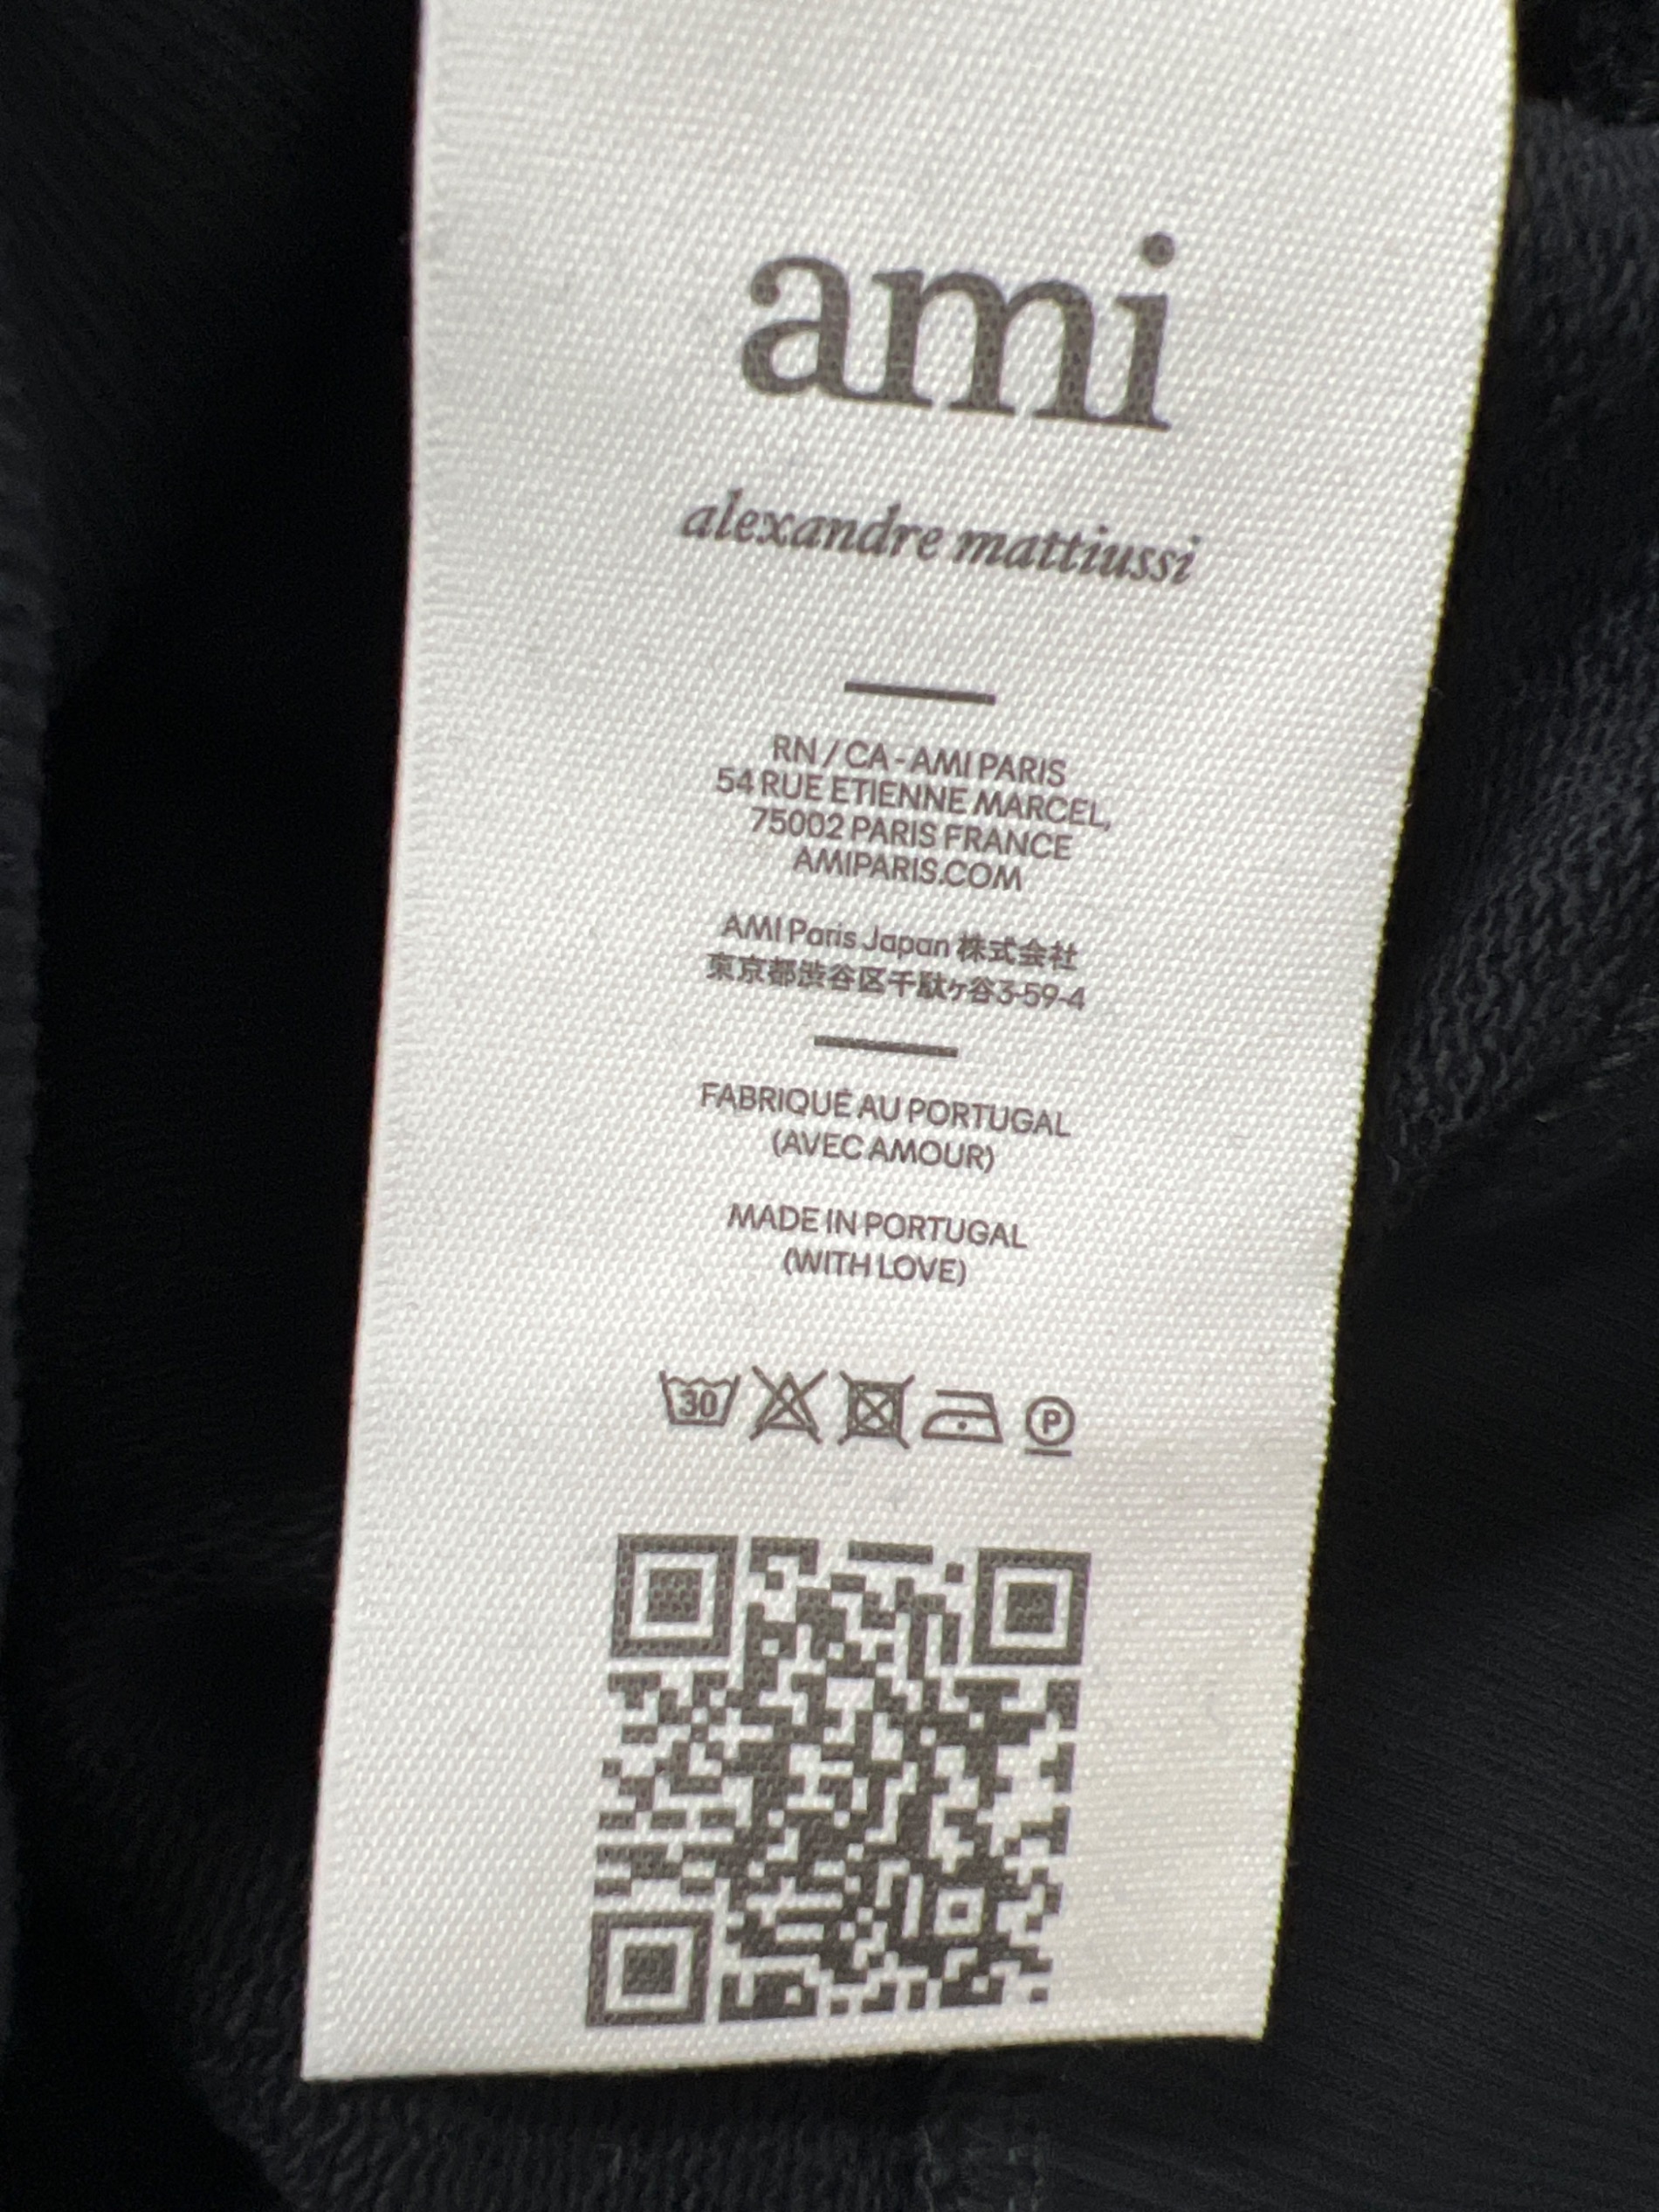 ami
alexandre mattiussi
RN / CA - AMI PARIS
54 RUE ETIENNE MARCEL,
75002 PARIS FRANCE
AMIPARIS.COM
AMI Paris Japan 株式会社
東京都渋谷区千駄ヶ谷3-59-4
FABRIQUÉ AU PORTUGAL
(AVEC AMOUR)
MADE IN PORTUGAL
(WITH LOVE)
30 P